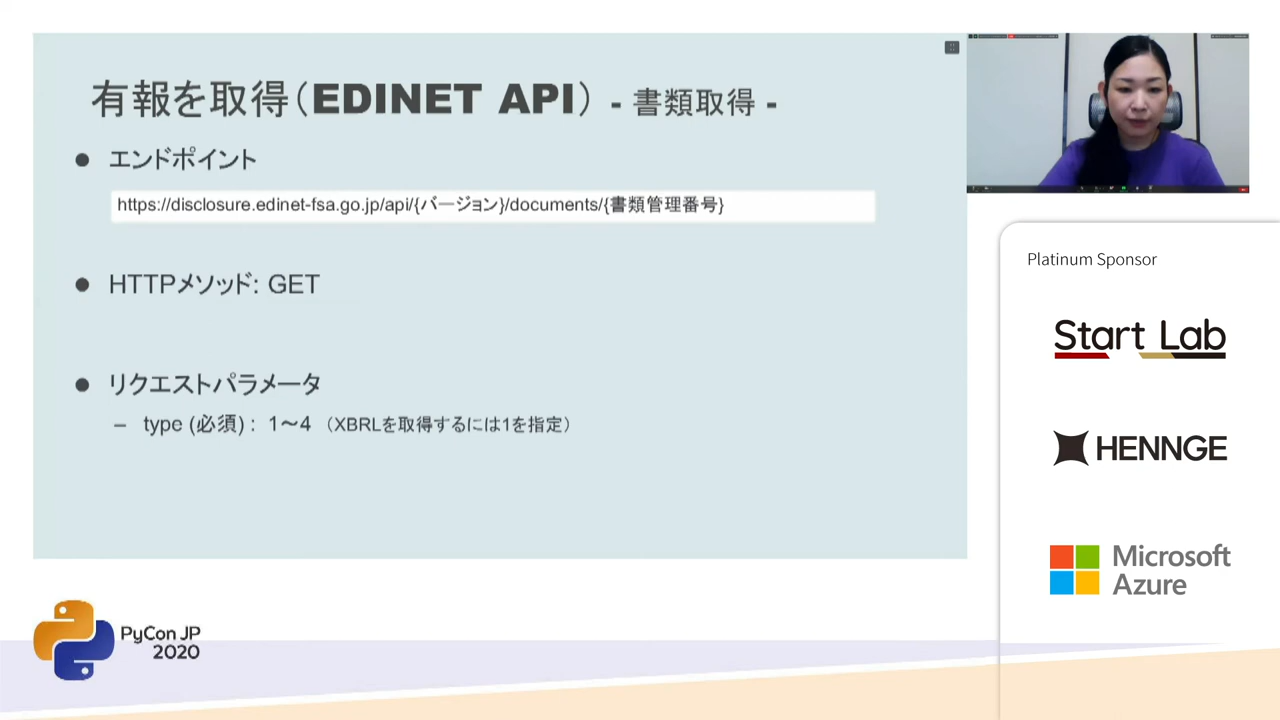 有報を取得(EDINET API) - 書類取得 -
● エンドポイント
https://disclosure.edinet-fsa.go.jp/api/{バージョン}/documents/{書類管理番号}
● HTTPメソッド: GET
● リクエストパラメータ
– type (必須) : 1～4 (XBRLを取得するには1を指定)
Platinum Sponsor
Start Lab
HENNGE
Microsoft
Azure
PyCon JP
2020